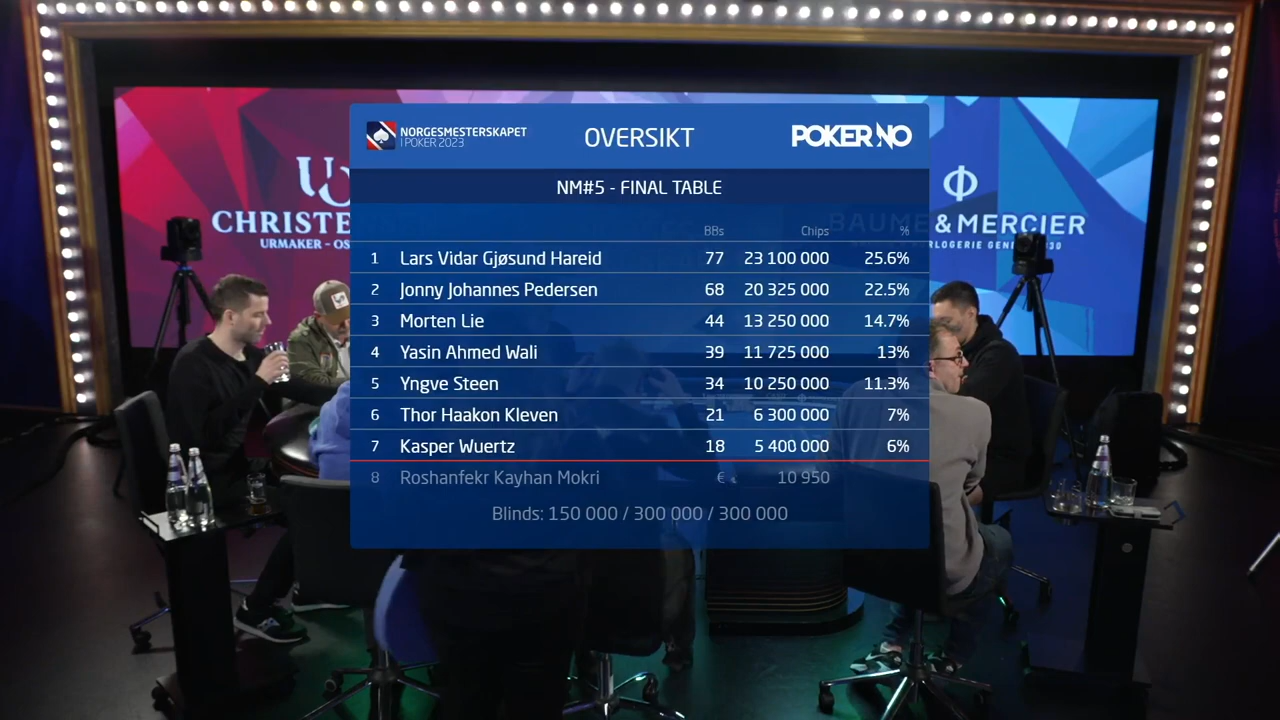 NORGESMESTERSKAPET
I POKER 2023
OVERSIKT
POKER.NO
NM#5 - FINAL TABLE
BBs Chips %
1 Lars Vidar Gjøsund Hareid 77 23 100 000 25.6%
2 Jonny Johannes Pedersen 68 20 325 000 22.5%
3 Morten Lie 44 13 250 000 14.7%
4 Yasin Ahmed Wali 39 11 725 000 13%
5 Yngve Steen 34 10 250 000 11.3%
6 Thor Haakon Kleven 21 6 300 000 7%
7 Kasper Wuertz 18 5 400 000 6%
8 Roshanfekr Kayhan Mokri € 10 950
Blinds: 150 000 / 300 000 / 300 000
CHRISTE
URMAKER - OS
BAUME & MERCIER